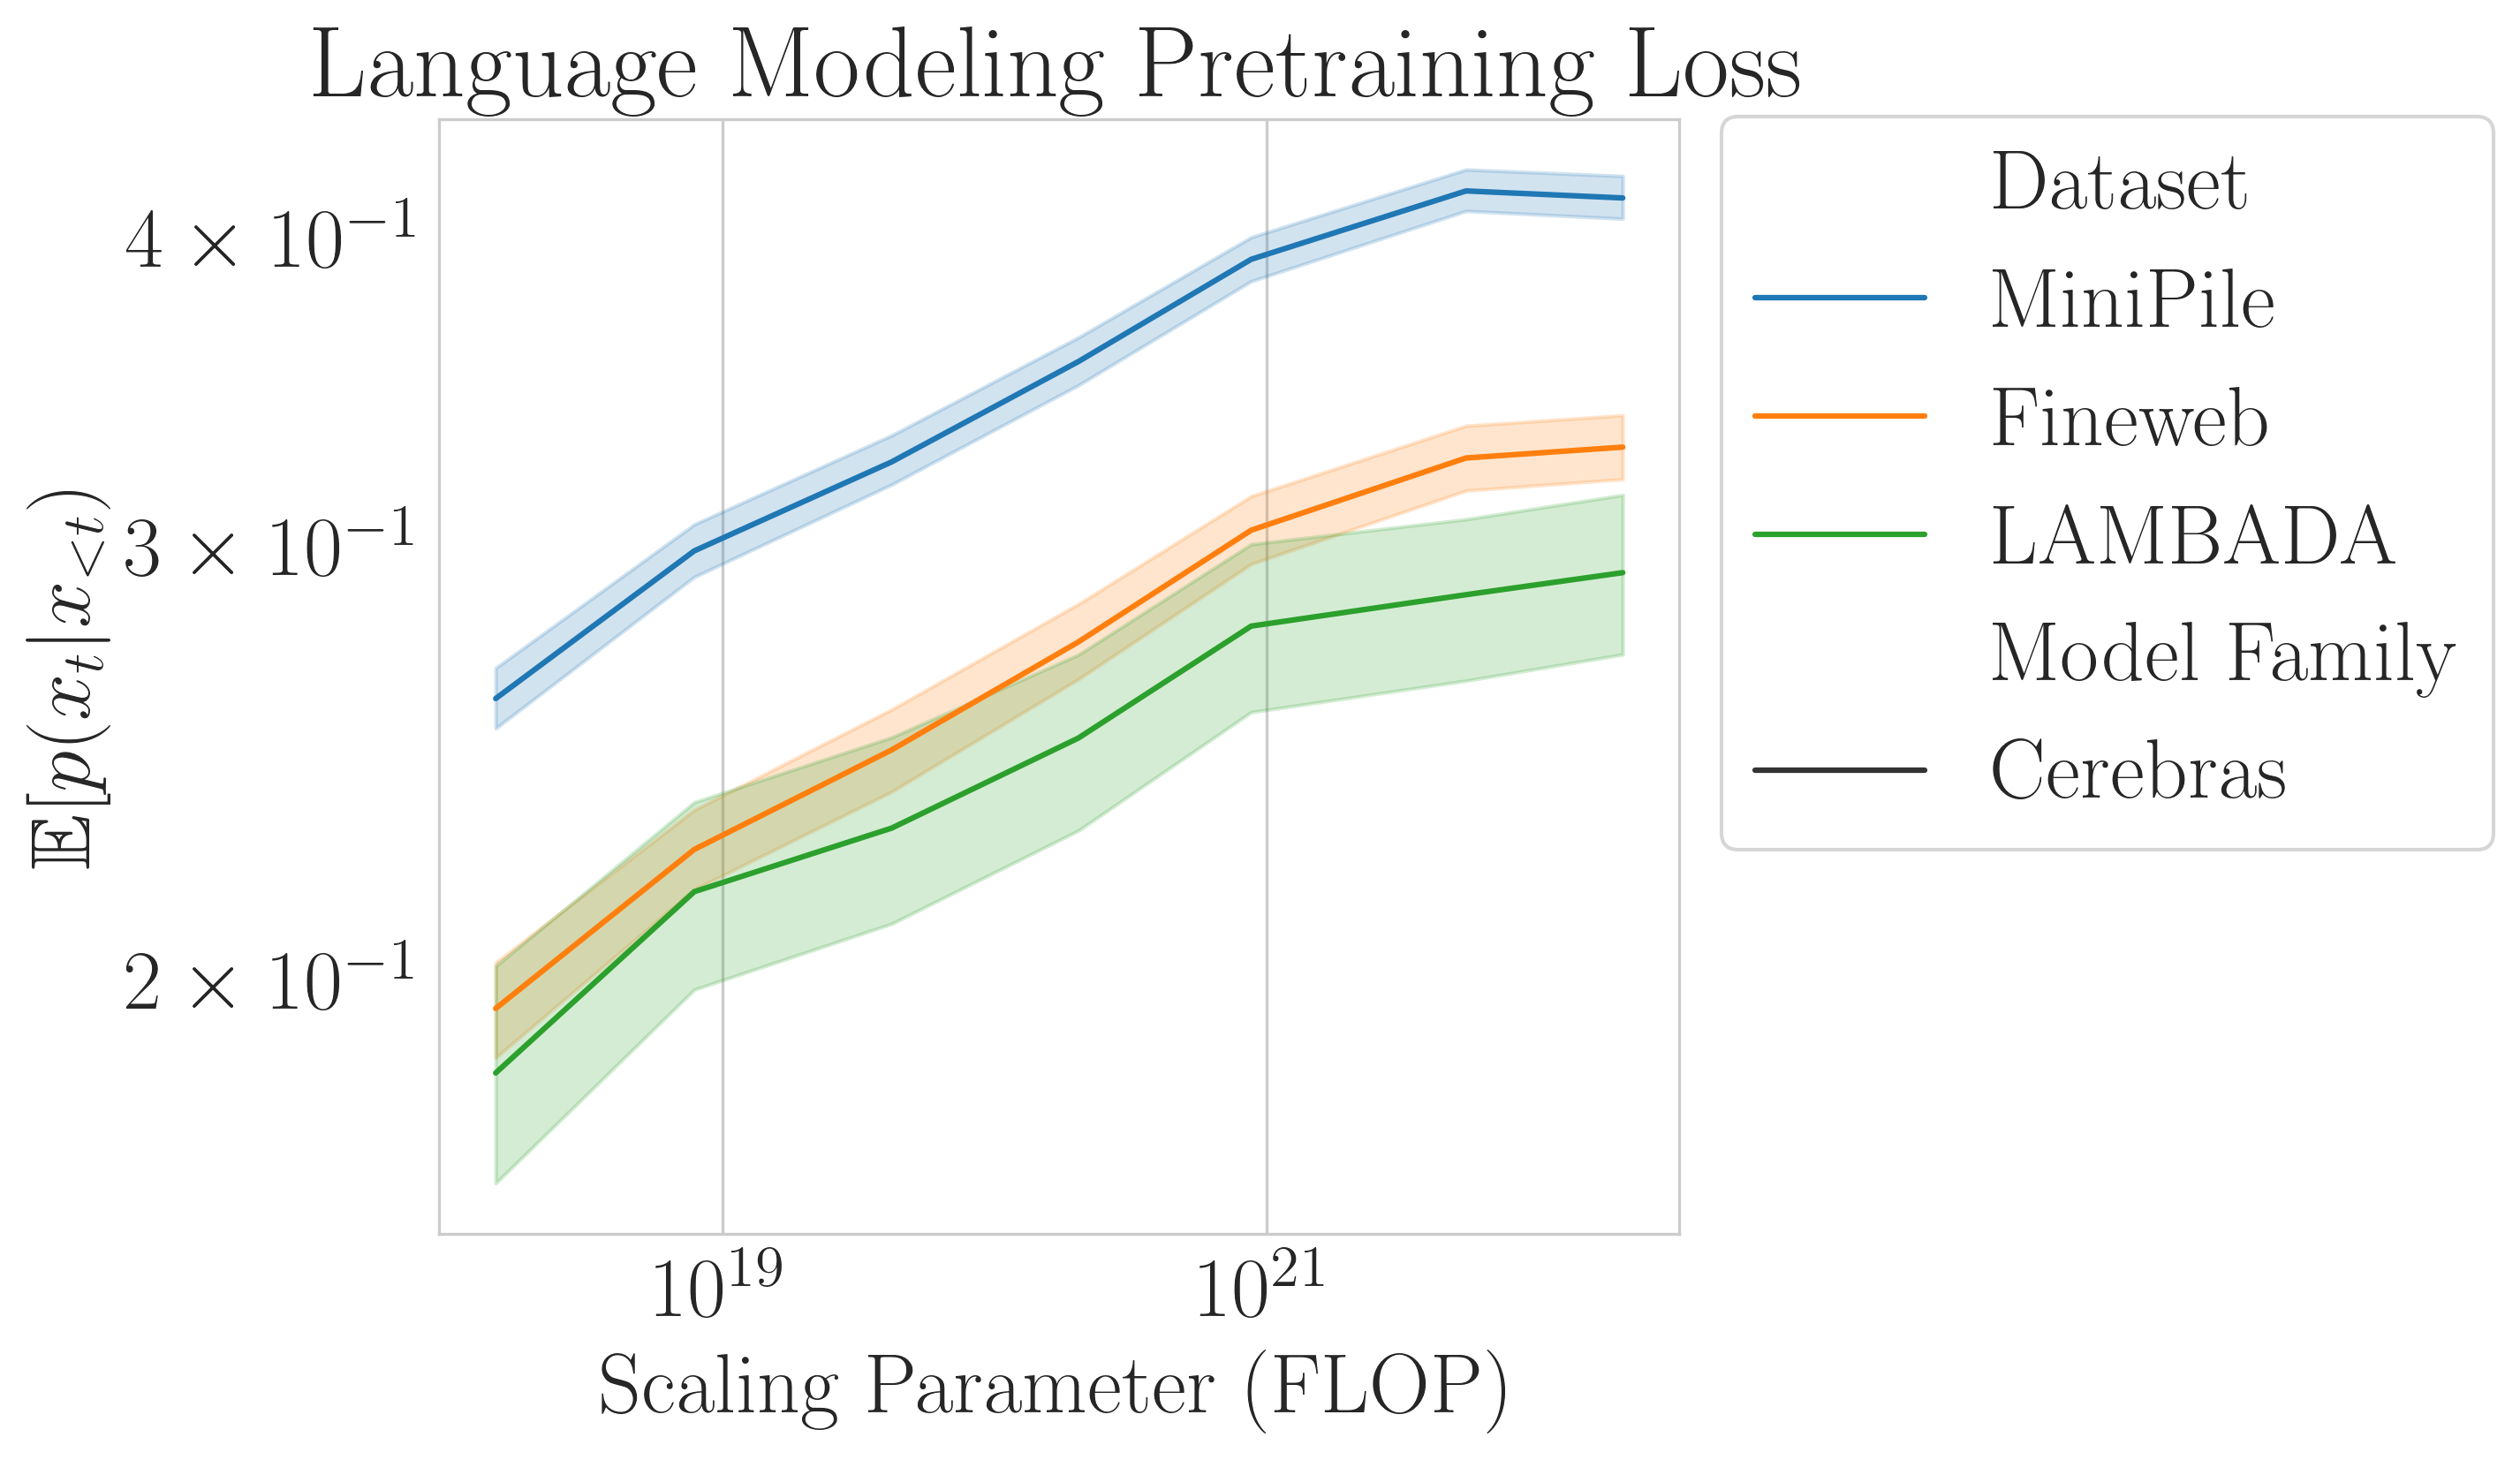 Language Modeling Pretraining Loss
𝔼[p(x_t|x_{<t})
4 × 10^{−1}
3 × 10^{−1}
2 × 10^{−1}
10^{19}
10^{21}
Scaling Parameter (FLOP)
Dataset
MiniPile
Fineweb
LAMBADA
Model Family
Cerebras